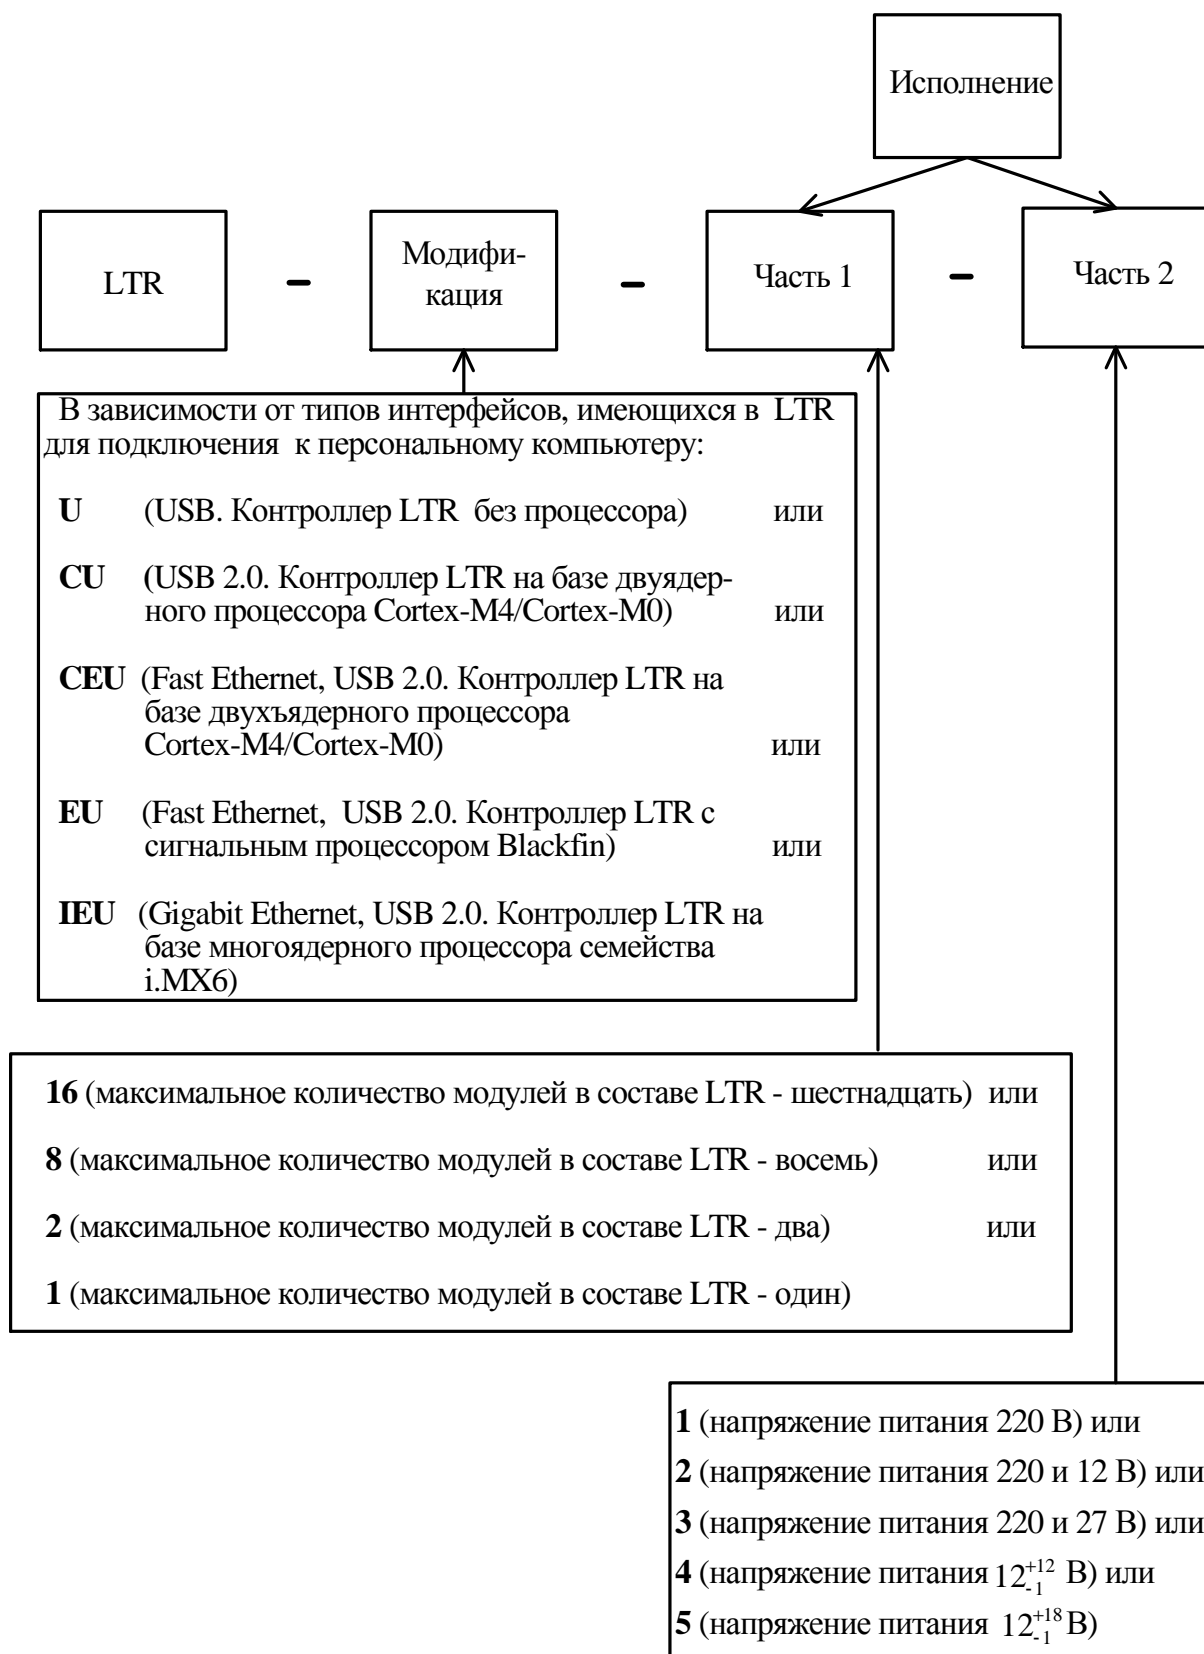 Исполнение
LTR – Модифи- – Часть 1 – Часть 2
кация
В зависимости от типов интерфейсов, имеющихся в LTR
для подключения к персональному компьютеру:
U (USB. Контроллер LTR без процессора) или
CU (USB 2.0. Контроллер LTR на базе двуядер-
ного процессора Cortex-M4/Cortex-M0) или
CEU (Fast Ethernet, USB 2.0. Контроллер LTR на
базе двухъядерного процессора
Cortex-M4/Cortex-M0) или
EU (Fast Ethernet, USB 2.0. Контроллер LTR с
сигнальным процессором Blackfin) или
IEU (Gigabit Ethernet, USB 2.0. Контроллер LTR на
базе многоядерного процессора семейства
i.MX6)
16 (максимальное количество модулей в составе LTR - шестнадцать) или
8 (максимальное количество модулей в составе LTR - восемь) или
2 (максимальное количество модулей в составе LTR - два) или
1 (максимальное количество модулей в составе LTR - один)
1 (напряжение питания 220 В) или
2 (напряжение питания 220 и 12 В) или
3 (напряжение питания 220 и 27 В) или
4 (напряжение питания 12 +12 -1 В) или
5 (напряжение питания 12 +18 -1 В)